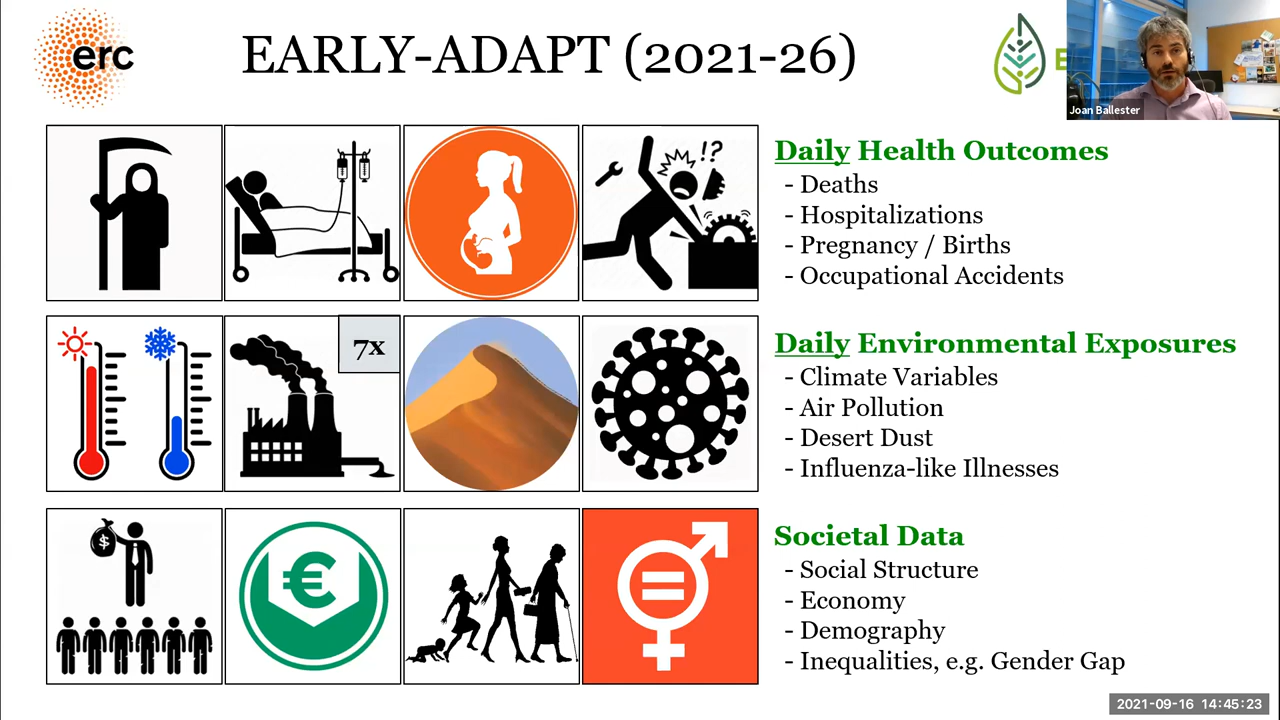 erc
EARLY-ADAPT (2021-26)
Joan Ballester
!?
Daily Health Outcomes
- Deaths
- Hospitalizations
- Pregnancy / Births
- Occupational Accidents
7x
Daily Environmental Exposures
- Climate Variables
- Air Pollution
- Desert Dust
- Influenza-like Illnesses
$
€
Societal Data
- Social Structure
- Economy
- Demography
- Inequalities, e.g. Gender Gap
2021-09-16 14:45:23